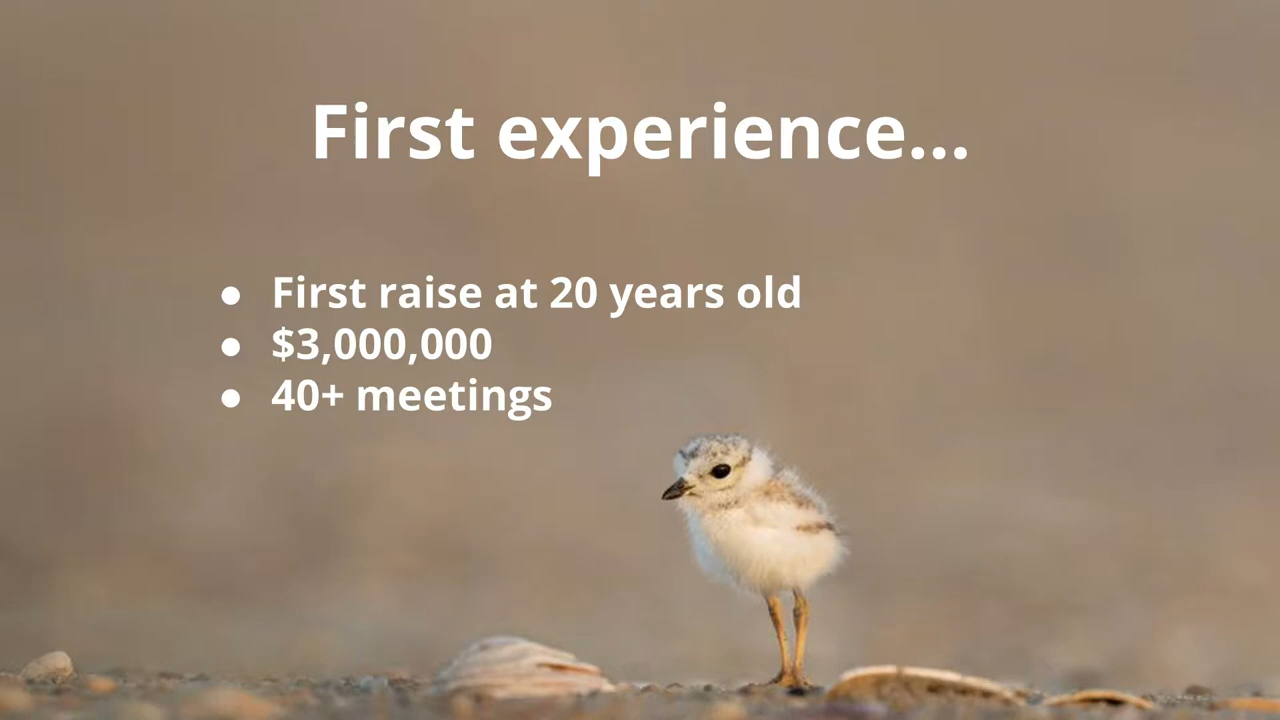 First experience...
● First raise at 20 years old
● $3,000,000
● 40+ meetings